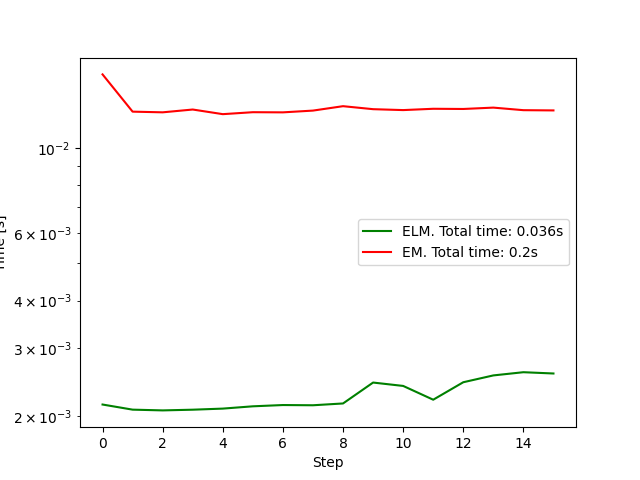 10⁻²
6 × 10⁻³
4 × 10⁻³
3 × 10⁻³
2 × 10⁻³
Time [s]
ELM. Total time: 0.036s
EM. Total time: 0.2s
0 2 4 6 8 10 12 14
Step